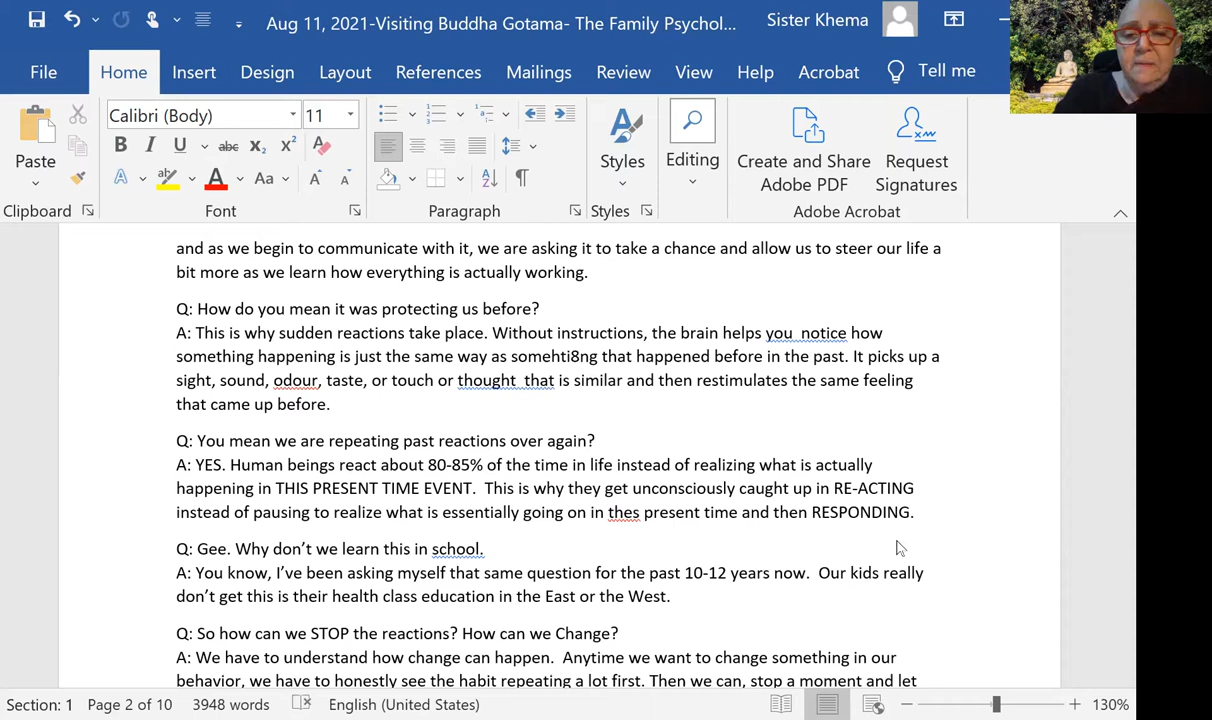 Aug 11, 2021-Visiting Buddha Gotama- The Family Psychol...
Sister Khema
File
Home
Insert
Design
Layout
References
Mailings
Review
View
Help
Acrobat
Tell me
Calibri (Body)
11
Paste
Styles
Editing
Create and Share
Adobe PDF
Request
Signatures
Clipboard
Font
Paragraph
Styles
Adobe Acrobat
and as we begin to communicate with it, we are asking it to take a chance and allow us to steer our life a
bit more as we learn how everything is actually working.
Q: How do you mean it was protecting us before?
A: This is why sudden reactions take place. Without instructions, the brain helps you  notice how
something happening is just the same way as somehti8ng that happened before in the past. It picks up a
sight, sound, odour, taste, or touch or thought  that is similar and then restimulates the same feeling
that came up before.
Q: You mean we are repeating past reactions over again?
A: YES. Human beings react about 80-85% of the time in life instead of realizing what is actually
happening in THIS PRESENT TIME EVENT.  This is why they get unconsciously caught up in RE-ACTING
instead of pausing to realize what is essentially going on in thes present time and then RESPONDING.
Q: Gee. Why don't we learn this in school.
A: You know, I've been asking myself that same question for the past 10-12 years now.  Our kids really
don't get this is their health class education in the East or the West.
Q: So how can we STOP the reactions? How can we Change?
A: We have to understand how change can happen.  Anytime we want to change something in our
behavior, we have to honestly see the habit repeating a lot first. Then we can, stop a moment and let
Section: 1
Page 2 of 10
3948 words
English (United States)
130%